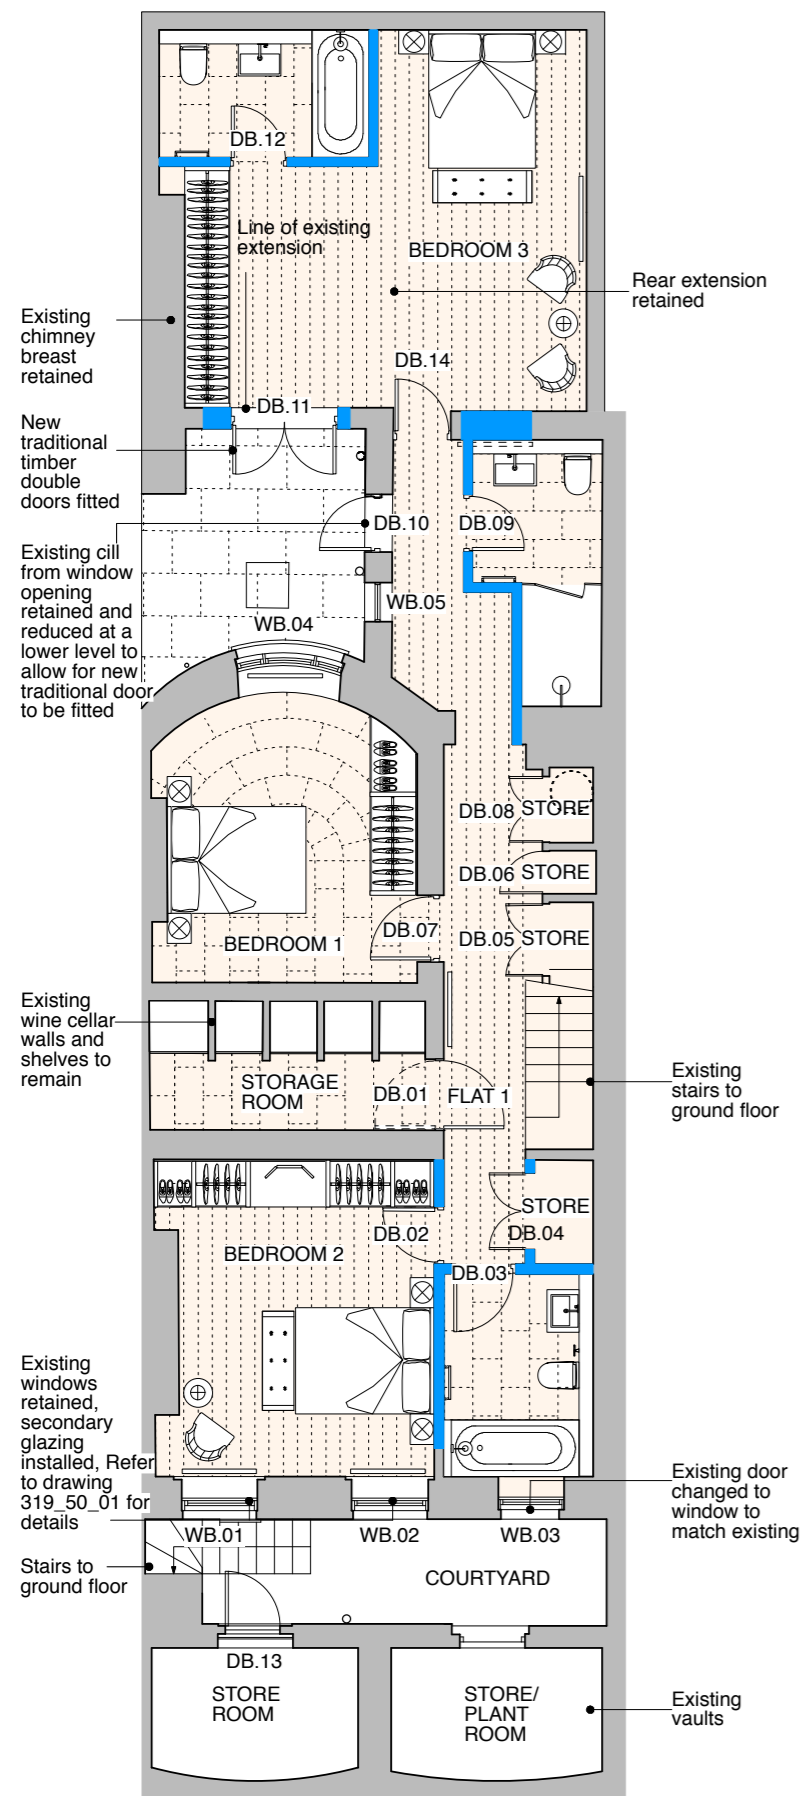 DB.12
Line of existing
extension
BEDROOM 3
Rear extension
retained
Existing
chimney
breast
retained
DB.14
DB.11
New
traditional
timber
double
doors fitted
DB.10
DB.09
Existing cill
from window
opening
retained and
reduced at a
lower level to
allow for new
traditional door
to be fitted
WB.05
WB.04
DB.08
STORE
DB.06
STORE
DB.07
DB.05
STORE
BEDROOM 1
Existing
wine cellar
walls and
shelves to
remain
STORAGE
ROOM
DB.01
FLAT 1
Existing
stairs to
ground floor
STORE
DB.04
DB.02
BEDROOM 2
DB.03
Existing
windows
retained,
secondary
glazing
installed, Refer
to drawing
319_50_01 for
details
Existing door
changed to
window to
match existing
WB.01
WB.02
WB.03
Stairs to
ground floor
COURTYARD
DB.13
STORE
ROOM
STORE/
PLANT
ROOM
Existing
vaults